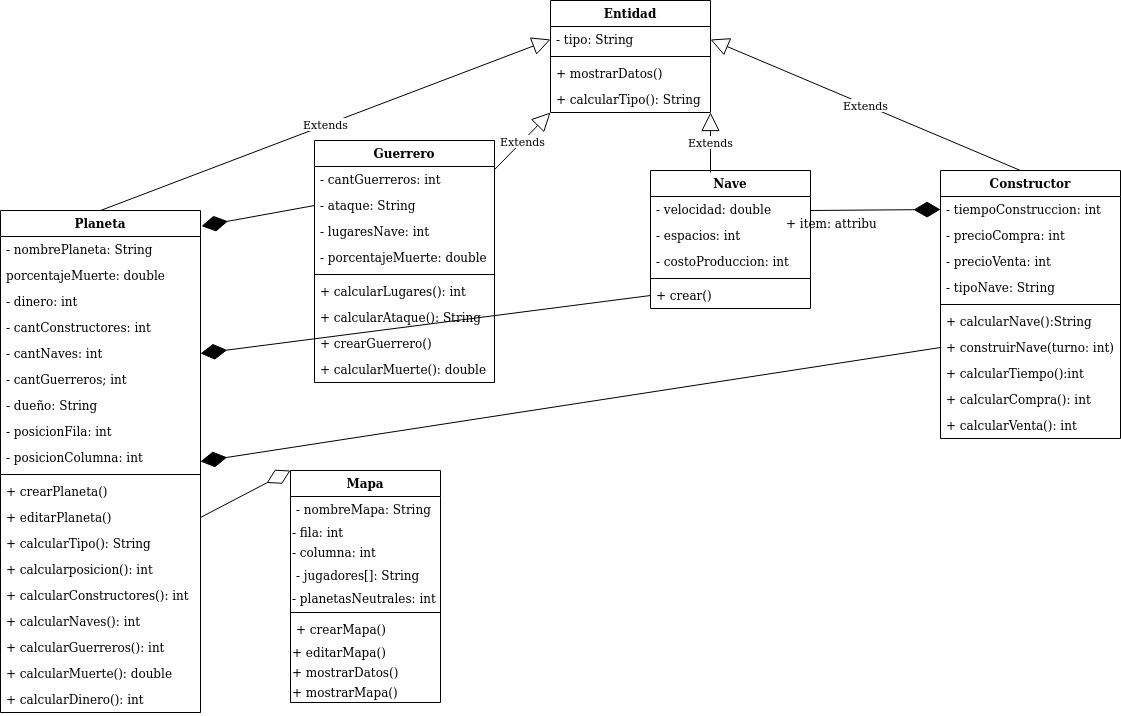 Entidad
- tipo: String
+ mostrarDatos()
+ calcularTipo(): String
Extends
Extends
Extends
Extends
Guerrero
- cantGuerreros: int
- ataque: String
- lugaresNave: int
- porcentajeMuerte: double
+ calcularLugares(): int
+ calcularAtaque(): String
+ crearGuerrero()
+ calcularMuerte(): double
Nave
- velocidad: double
- espacios: int
- costoProduccion: int
+ crear()
+ item: attribu
Constructor
- tiempoConstruccion: int
- precioCompra: int
- precioVenta: int
- tipoNave: String
+ calcularNave():String
+ construirNave(turno: int)
+ calcularTiempo():int
+ calcularCompra(): int
+ calcularVenta(): int
Planeta
- nombrePlaneta: String
porcentajeMuerte: double
- dinero: int
- cantConstructores: int
- cantNaves: int
- cantGuerreros; int
- dueño: String
- posicionFila: int
- posicionColumna: int
+ crearPlaneta()
+ editarPlaneta()
+ calcularTipo(): String
+ calcularposicion(): int
+ calcularConstructores(): int
+ calcularNaves(): int
+ calcularGuerreros(): int
+ calcularMuerte(): double
+ calcularDinero(): int
Mapa
- nombreMapa: String
- fila: int
- columna: int
- jugadores[]: String
- planetasNeutrales: int
+ crearMapa()
+ editarMapa()
+ mostrarDatos()
+ mostrarMapa()